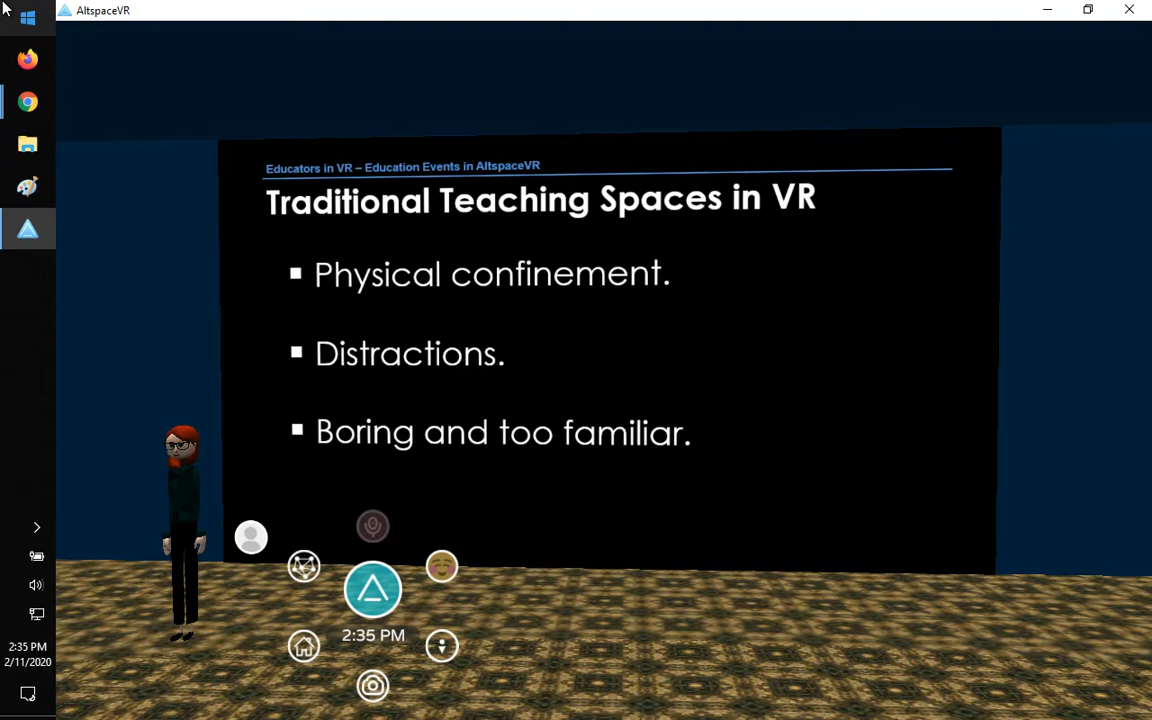 AltspaceVR
Educators in VR – Education Events in AltspaceVR
Traditional Teaching Spaces in VR
▪ Physical confinement.
▪ Distractions.
▪ Boring and too familiar.
2:35 PM
2:35 PM
2/11/2020